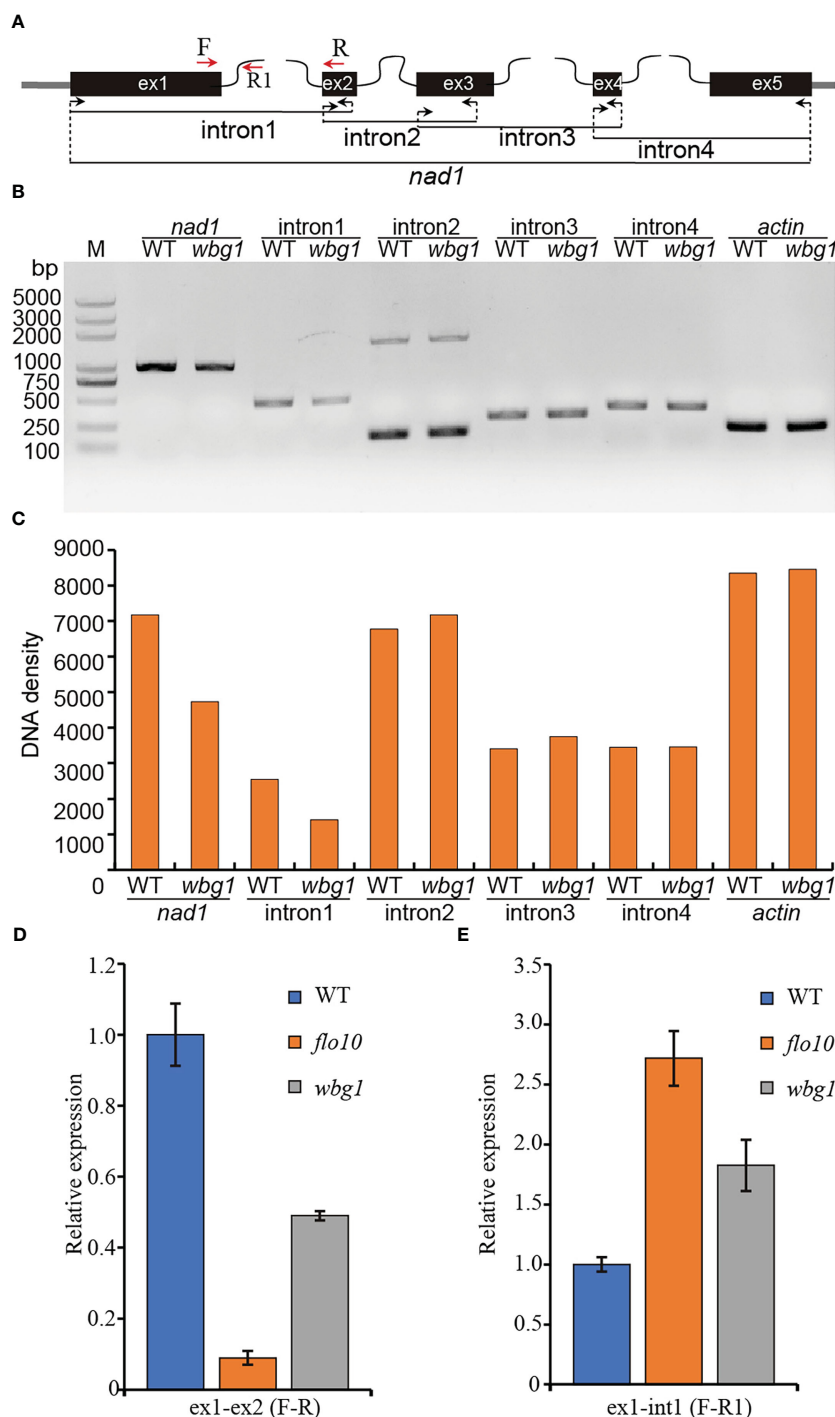 A
F
R
R1
ex1
ex2
ex3
ex4
ex5
intron1
intron2
intron3
intron4
nad1
B
nad1 intron1 intron2 intron3 intron4 actin
M WT wbg1 WT wbg1 WT wbg1 WT wbg1 WT wbg1 WT wbg1
bp
5000
3000
2000
1000
750
500
250
100
C
DNA density
9000
8000
7000
6000
5000
4000
3000
2000
1000
0
WT wbg1 WT wbg1 WT wbg1 WT wbg1 WT wbg1 WT wbg1
nad1 intron1 intron2 intron3 intron4 actin
D
Relative expression
1.2
1.0
0.8
0.6
0.4
0.2
0
WT
flo10
wbg1
ex1-ex2 (F-R)
E
Relative expression
3.5
3.0
2.5
2.0
1.5
1.0
0.5
0
WT
flo10
wbg1
ex1-int1 (F-R1)